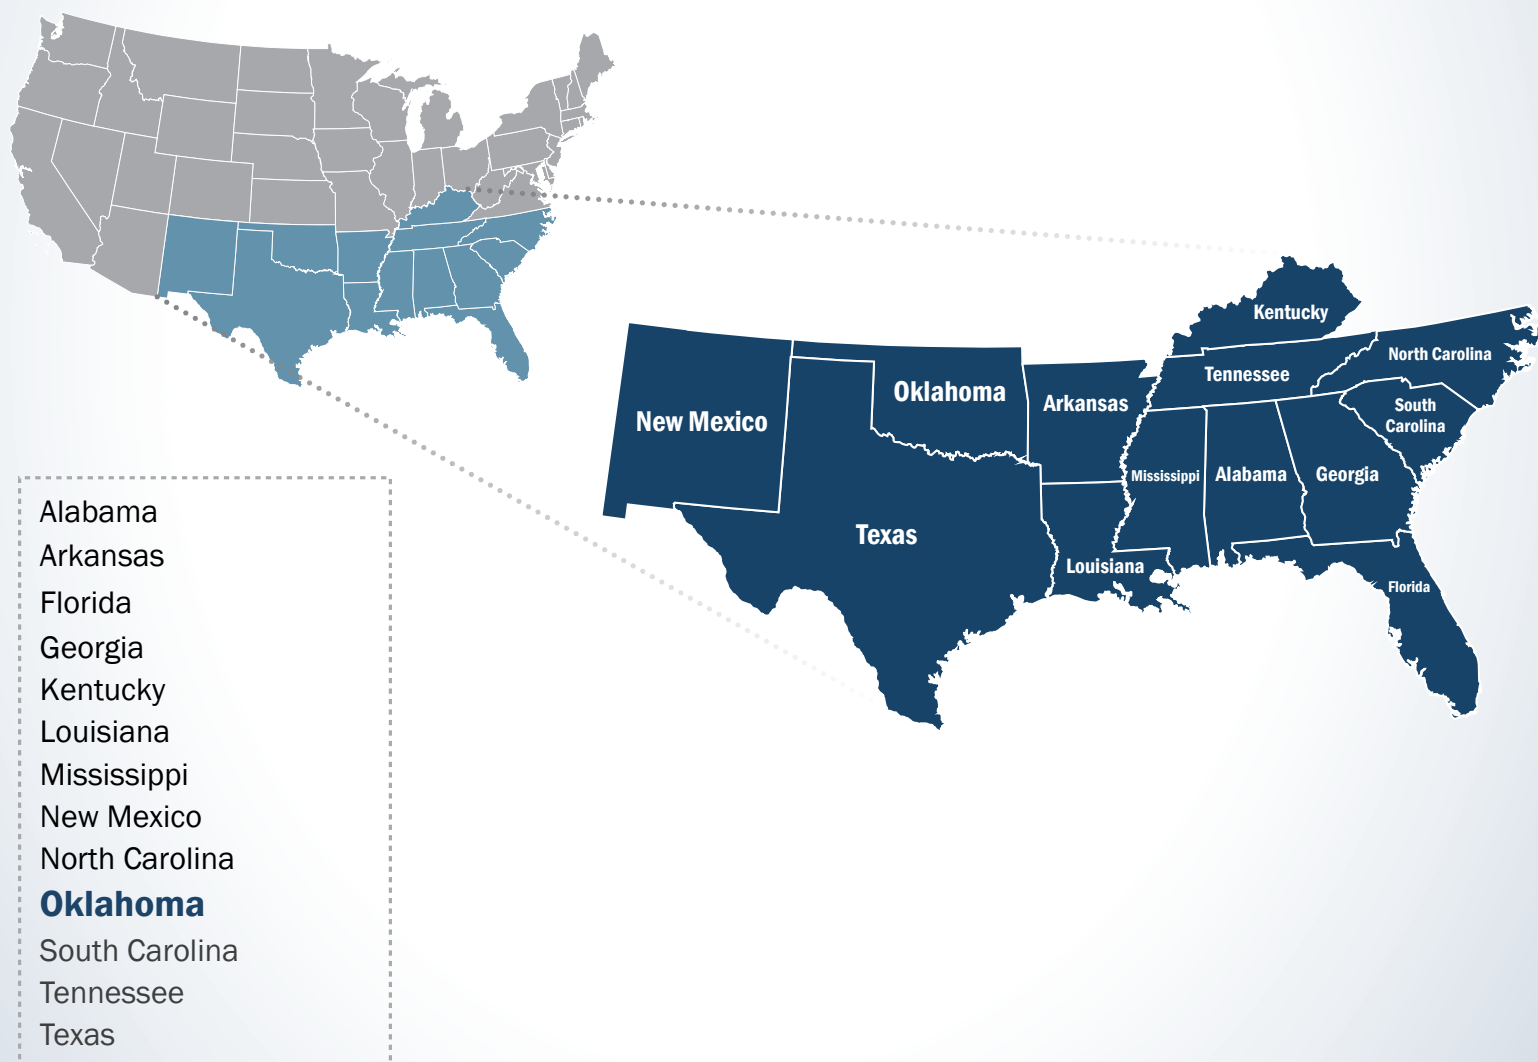 Kentucky
North Carolina
Tennessee
Oklahoma
Arkansas
New Mexico
South
Carolina
Mississippi
Alabama
Georgia
Texas
Louisiana
Florida
Alabama
Arkansas
Florida
Georgia
Kentucky
Louisiana
Mississippi
New Mexico
North Carolina
Oklahoma
South Carolina
Tennessee
Texas